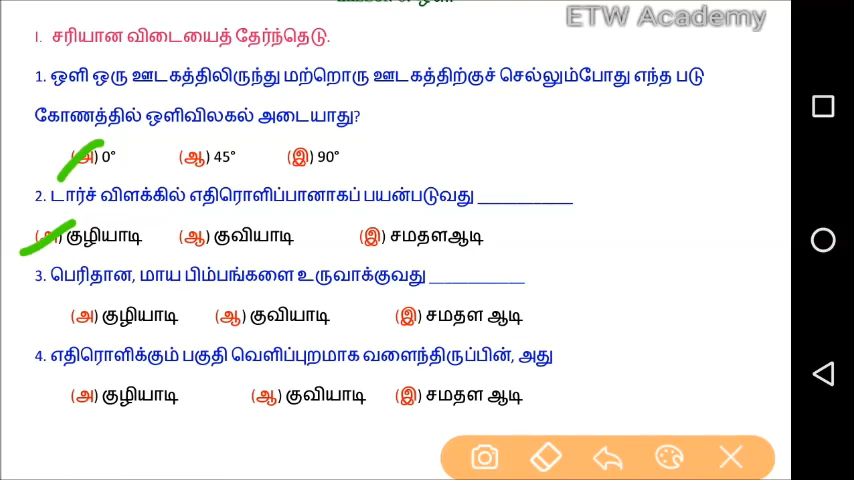 ETW Academy
I. சரியான விடையைத் தேர்ந்தெடு.
1. ஒளி ஒரு ஊடகத்திலிருந்து மற்றொரு ஊடகத்திற்குச் செல்லும்போது எந்த படு
கோணத்தில் ஒளிவிலகல் அடையாது?
(அ) 0° (ஆ) 45° (இ) 90°
2. டார்ச் விளக்கில் எதிரொளிப்பானாகப் பயன்படுவது ____________
(அ) குழியாடி (ஆ) குவியாடி (இ) சமதளஆடி
3. பெரிதான, மாய பிம்பங்களை உருவாக்குவது ____________
(அ) குழியாடி (ஆ) குவியாடி (இ) சமதள ஆடி
4. எதிரொளிக்கும் பகுதி வெளிப்புறமாக வளைந்திருப்பின், அது
(அ) குழியாடி (ஆ) குவியாடி (இ) சமதள ஆடி